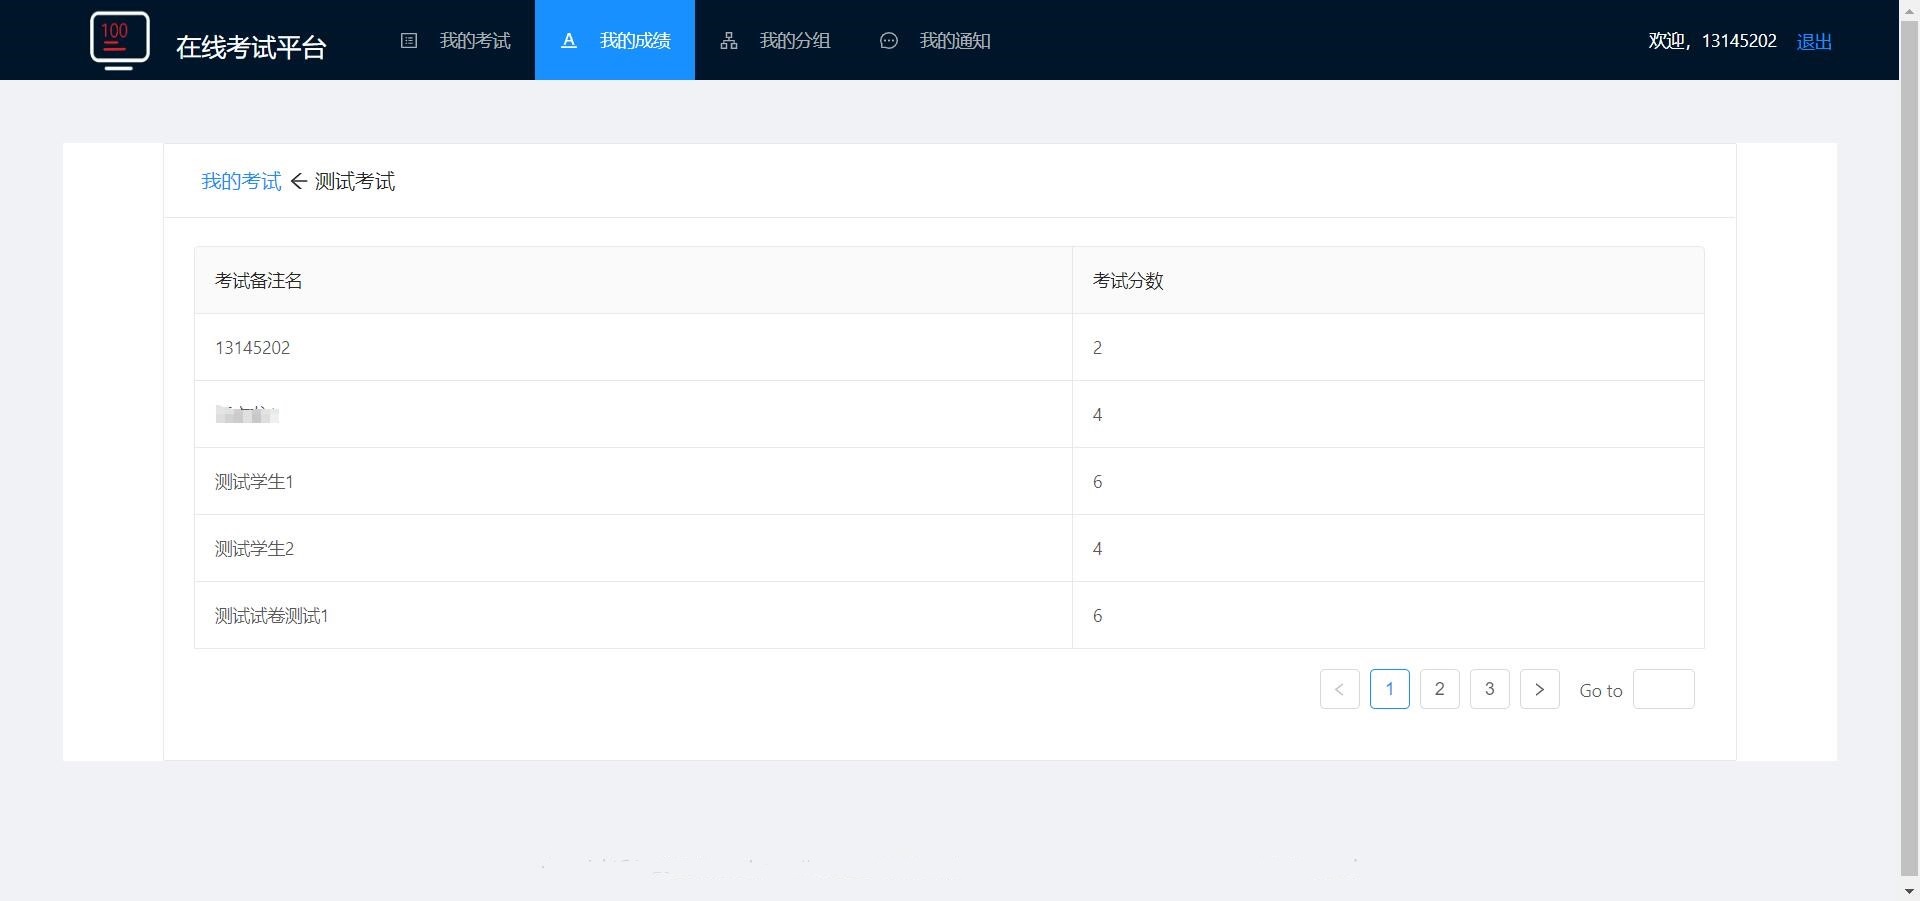 100
在线考试平台
我的考试
我的成绩
我的分组
我的通知
欢迎，13145202 退出
我的考试 ← 测试考试
考试备注名 考试分数
13145202 2
4
测试学生1 6
测试学生2 4
测试试卷测试1 6
< 1 2 3 > Go to